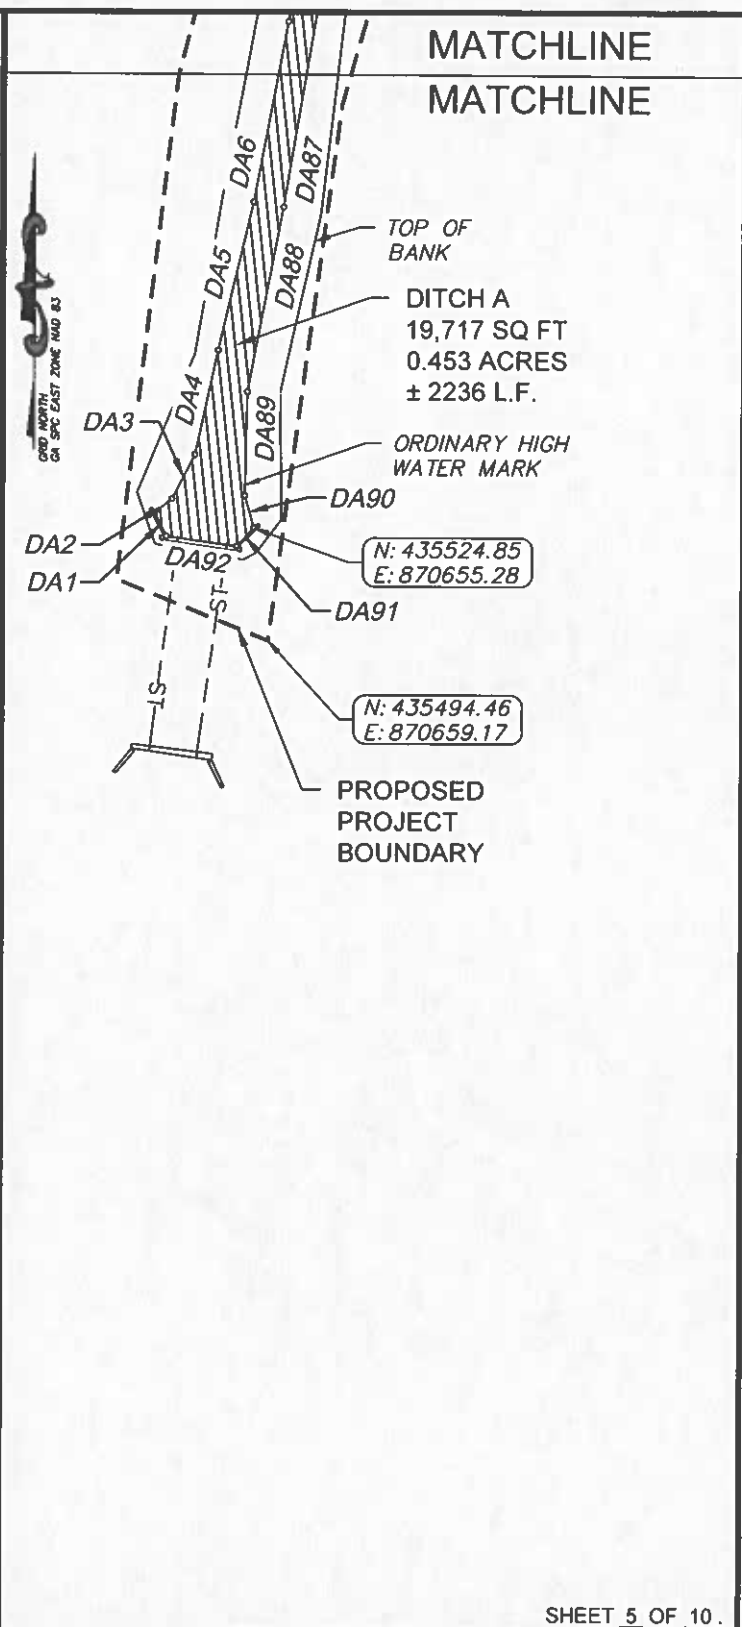 MATCHLINE
MATCHLINE
DA6
DA87
TOP OF
BANK
DA5
DA88
DITCH A
19,717 SQ FT
0.453 ACRES
± 2236 L.F.
GRID NORTH
GA SPC EAST ZONE NAD 83
DA4
DA3
DA89
ORDINARY HIGH
WATER MARK
DA90
DA2
DA92
DA1
N: 435524.85
E: 870655.28
DA91
ST
ST
N: 435494.46
E: 870659.17
PROPOSED
PROJECT
BOUNDARY
SHEET 5 OF 10.